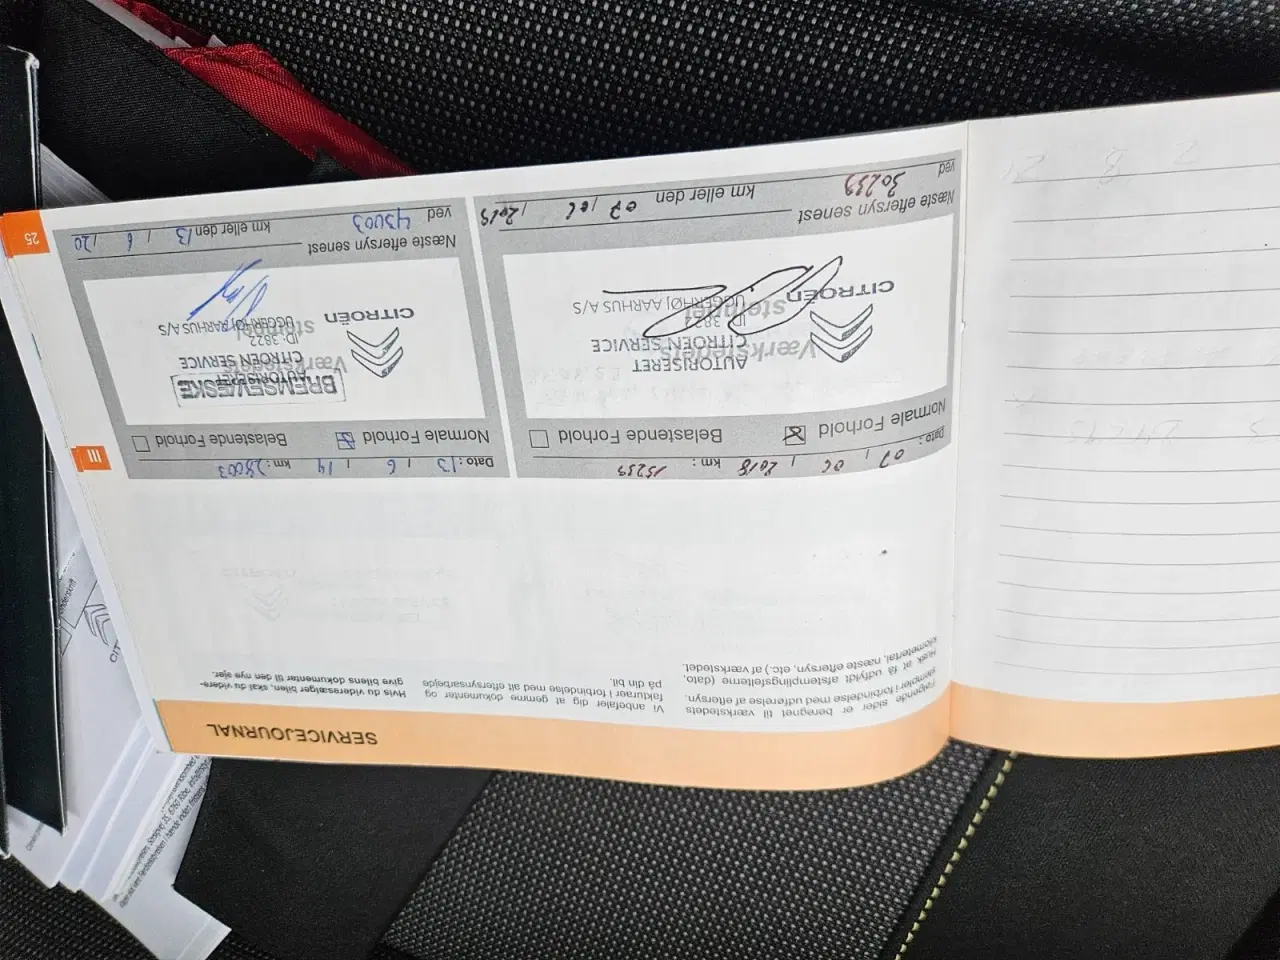 SERVICEJOURNAL
Følgende sider er beregnet til værkstedets
stempler i forbindelse med udførelse af eftersyn.
Husk at få udfyldt afstemplingsfelterne (dato,
kilometertal, næste eftersyn, etc.) af værkstedet.
Vi anbefaler dig at gemme dokumenter og
fakturaer i forbindelse med alt eftersynsarbejde
på din bil.
Hvis du videresælger bilen, skal du videre-
give bilens dokumenter til den nye ejer.
Dato: 07 / 06 / 2018 km: 15239
Normale Forhold ☒ Belastende Forhold ☐
Værkstedets
stempel
AUTORISERET
CITROËN SERVICE
ID: 3822
UGGERHØJ AARHUS A/S
CITROËN
Næste eftersyn senest
ved 30239 km eller den 07 / 06 / 2019
III
Dato: 13 / 6 / 19 km: 28003
Normale Forhold ☒ Belastende Forhold ☐
BREMSEVÆSKE
Værkstedets
stempel
AUTORISERET
CITROËN SERVICE
ID: 3822
UGGERHØJ AARHUS A/S
CITROËN
Næste eftersyn senest
ved 43003 km eller den 13 / 6 / 20
25